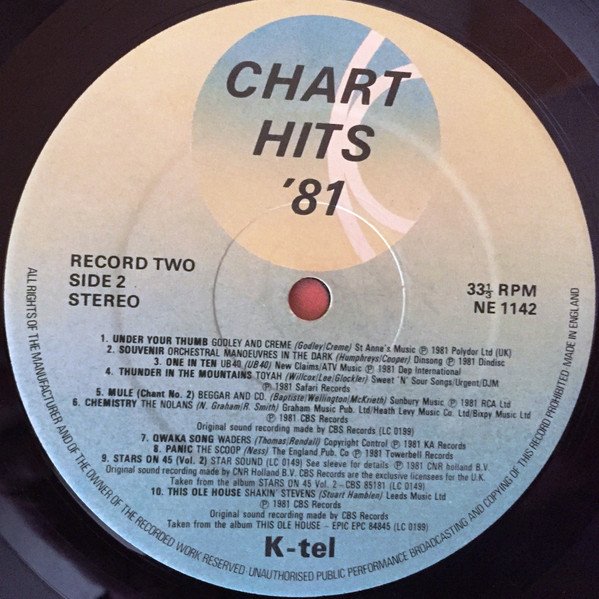 CHART
HITS
'81
RECORD TWO
SIDE 2
STEREO
33⅓ RPM
NE 1142
1. UNDER YOUR THUMB GODLEY AND CREME (Godley/Creme) St Anne's Music ℗ 1981 Polydor Ltd (UK)
2. SOUVENIR ORCHESTRAL MANOEUVRES IN THE DARK (Humphreys/Cooper) Dinsong ℗ 1981 Dindisc
3. ONE IN TEN UB40 (UB40) New Claims/ATV Music ℗ 1981 Dep International
4. THUNDER IN THE MOUNTAINS TOYAH (Willcox/Lee/Glockler) Sweet 'N' Sour Songs/Urgent/DJM
℗ 1981 Safari Records
5. MULE (Chant No. 2) BEGGAR AND CO. (Baptiste/Wellington/McKrieth) Sunbury Music ℗ 1981 RCA Ltd
6. CHEMISTRY THE NOLANS (N. Graham/R. Smith) Graham Music Pub. Ltd/Heath Levy Music Co. Ltd/Bixpy Music Ltd
℗ 1981 CBS Records
Original sound recording made by CBS Records (LC 0149)
7. QWAKA SONG WADERS (Thomas/Rendall) Copyright Control ℗ 1981 KA Records
8. PANIC THE SCOOP (Ness) The England Pub. Co ℗ 1981 Towerbell Records
9. STARS ON 45 (Vol. 2) STAR SOUND (LC 0149) See sleeve for details ℗ 1981 CNR holland B.V.
Original sound recording made by CNR Holland B.V. CBS Records are the exclusive licensees for the U.K.
Taken from the album STARS ON 45 Vol. 2–CBS 85181 (LC 0149)
10. THIS OLE HOUSE SHAKIN' STEVENS (Stuart Hamblen) Leeds Music Ltd
℗ 1981 CBS Records
Original sound recording made by CBS Records (LC 0199)
Taken from the album THIS OLE HOUSE - EPIC EPC 84845 (LC 0199)
K-tel
ALL RIGHTS OF THE MANUFACTURER AND OF THE OWNER OF THE RECORDED WORK RESERVED·UNAUTHORISED PUBLIC PERFORMANCE BROADCASTING AND COPYING OF THIS RECORD PROHIBITED. MADE IN ENGLAND